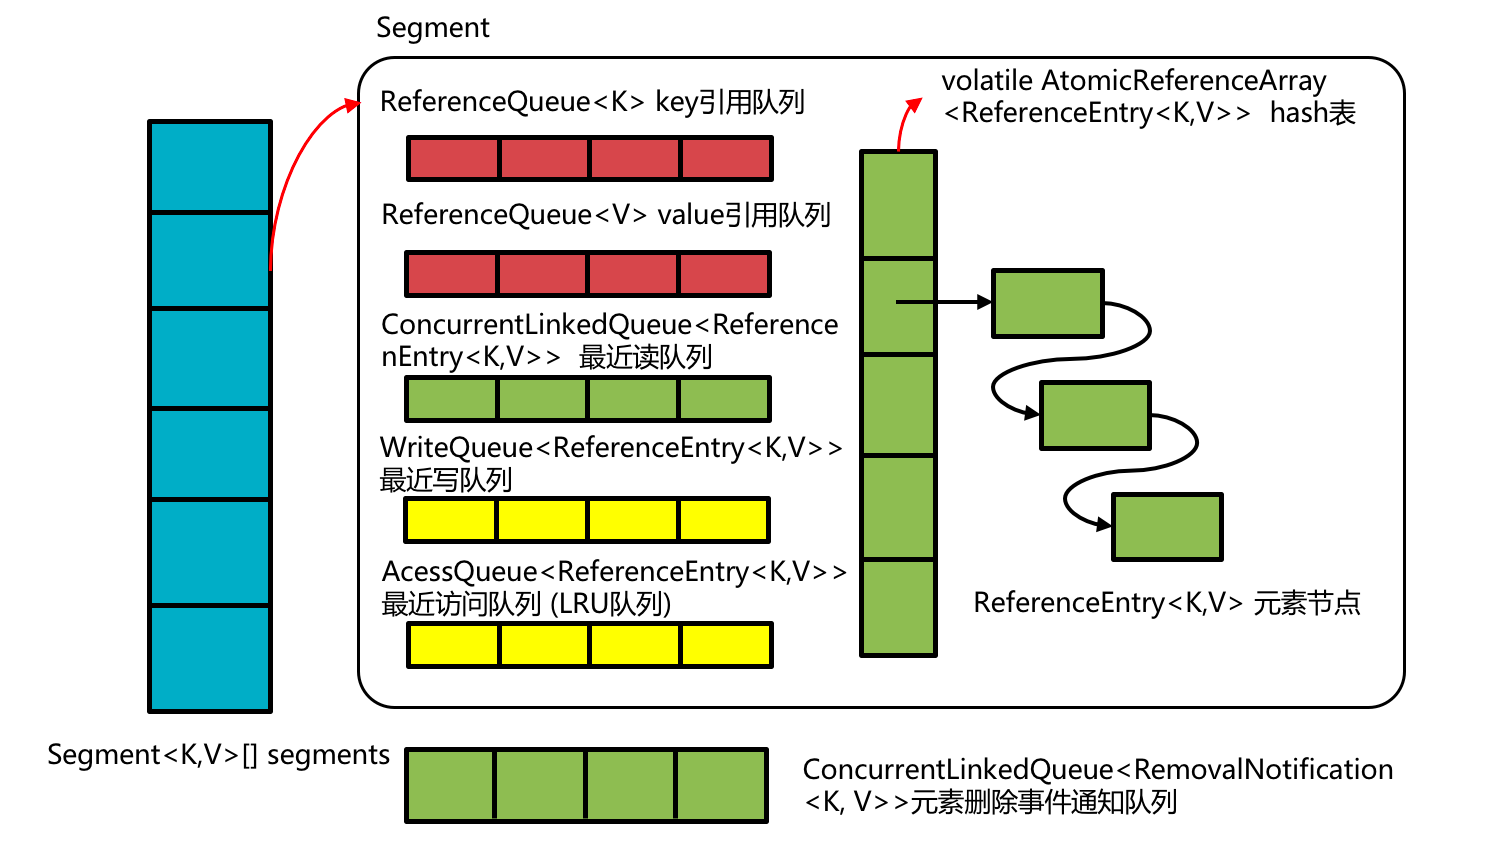 Segment
ReferenceQueue<K> key引用队列
ReferenceQueue<V> value引用队列
ConcurrentLinkedQueue<Reference
nEntry<K,V>> 最近读队列
WriteQueue<ReferenceEntry<K,V>>
最近写队列
AcessQueue<ReferenceEntry<K,V>>
最近访问队列 (LRU队列)
volatile AtomicReferenceArray
<ReferenceEntry<K,V>> hash表
ReferenceEntry<K,V> 元素节点
Segment<K,V>[] segments
ConcurrentLinkedQueue<RemovalNotification
<K, V>>元素删除事件通知队列